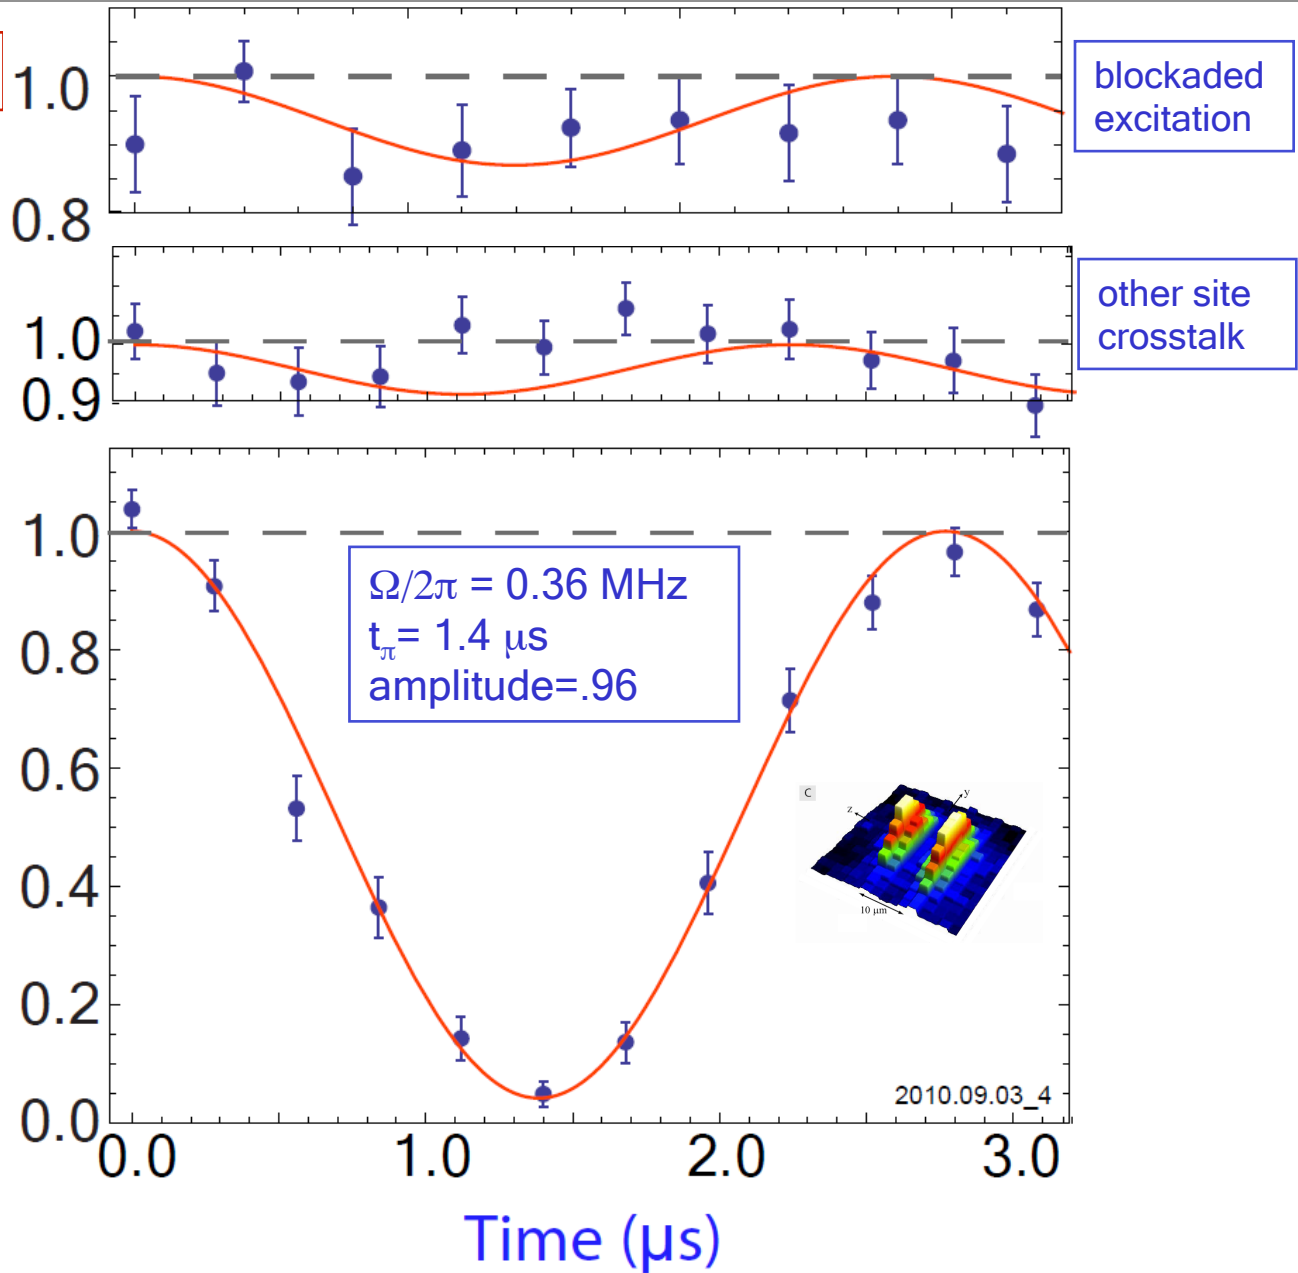 1.0
0.8
blockaded
excitation
1.0
0.9
other site
crosstalk
1.0
0.8
0.6
0.4
0.2
0.0
Ω/2π = 0.36 MHz
tπ= 1.4 μs
amplitude=.96
C
z
y
10 μm
2010.09.03_4
0.0 1.0 2.0 3.0
Time (μs)